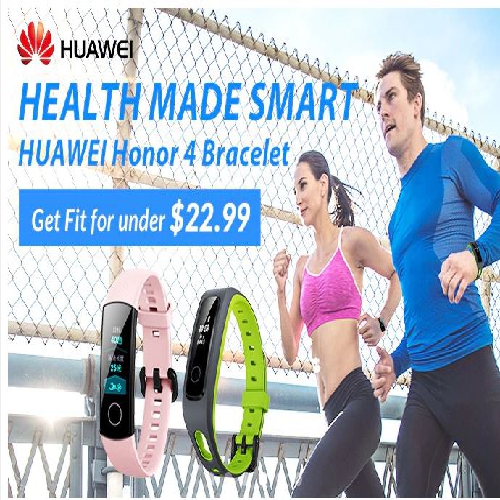 HUAWEI
HEALTH MADE SMART
HUAWEI Honor 4 Bracelet
Get Fit for under $22.99